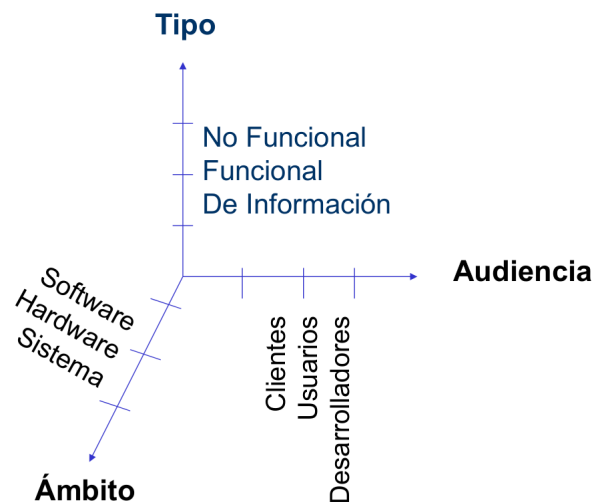 Tipo
No Funcional
Funcional
De Información
Audiencia
Software
Hardware
Sistema
Clientes
Usuarios
Desarrolladores
Ámbito